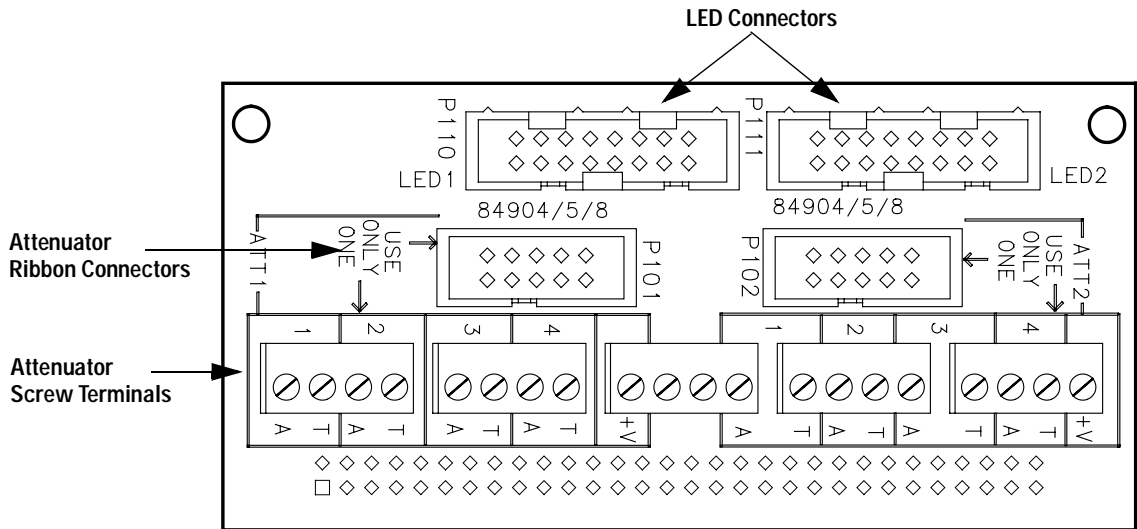 LED Connectors
P110
P111
LED1
LED2
84904/5/8
84904/5/8
Attenuator
Ribbon Connectors
ATT1
USE
ONLY
ONE
P101
P102
USE
ONLY
ONE
ATT2
1 2 3 4
1 2 3 4
Attenuator
Screw Terminals
A T A T A T A T +V
A T A T A T A T +V